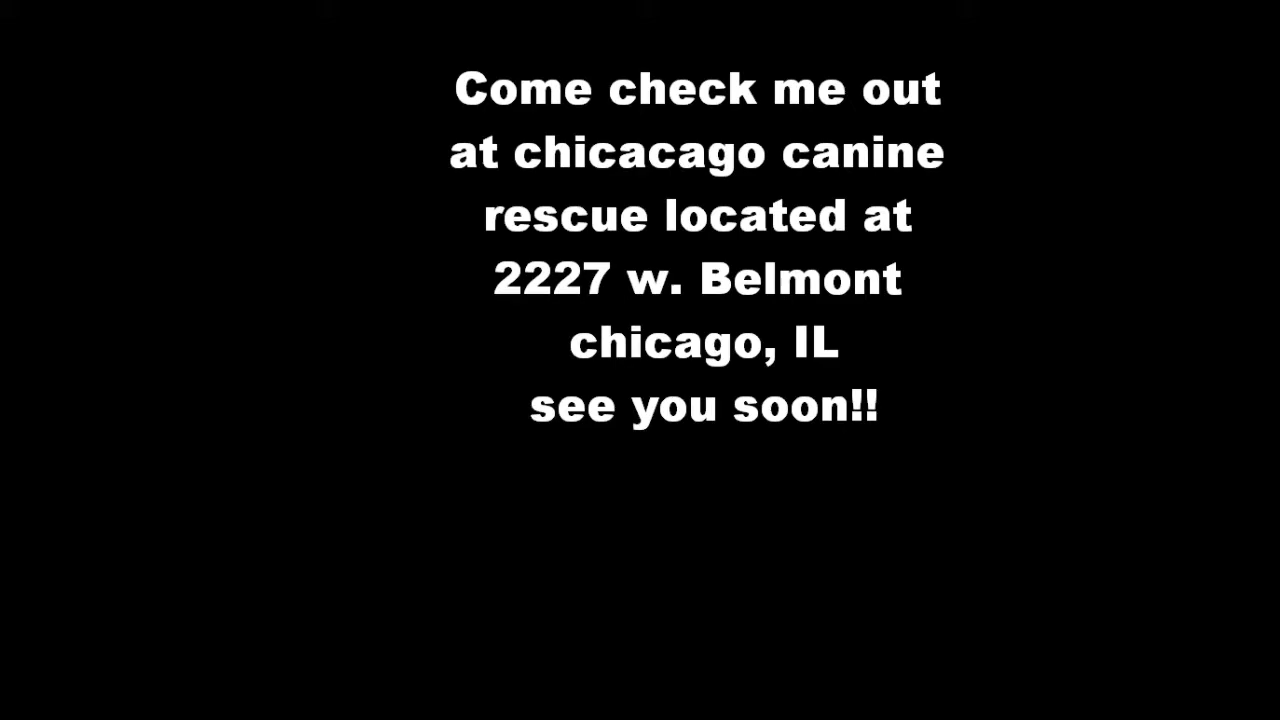 Come check me out
at chicacago canine
rescue located at
2227 w. Belmont
chicago, IL
see you soon!!